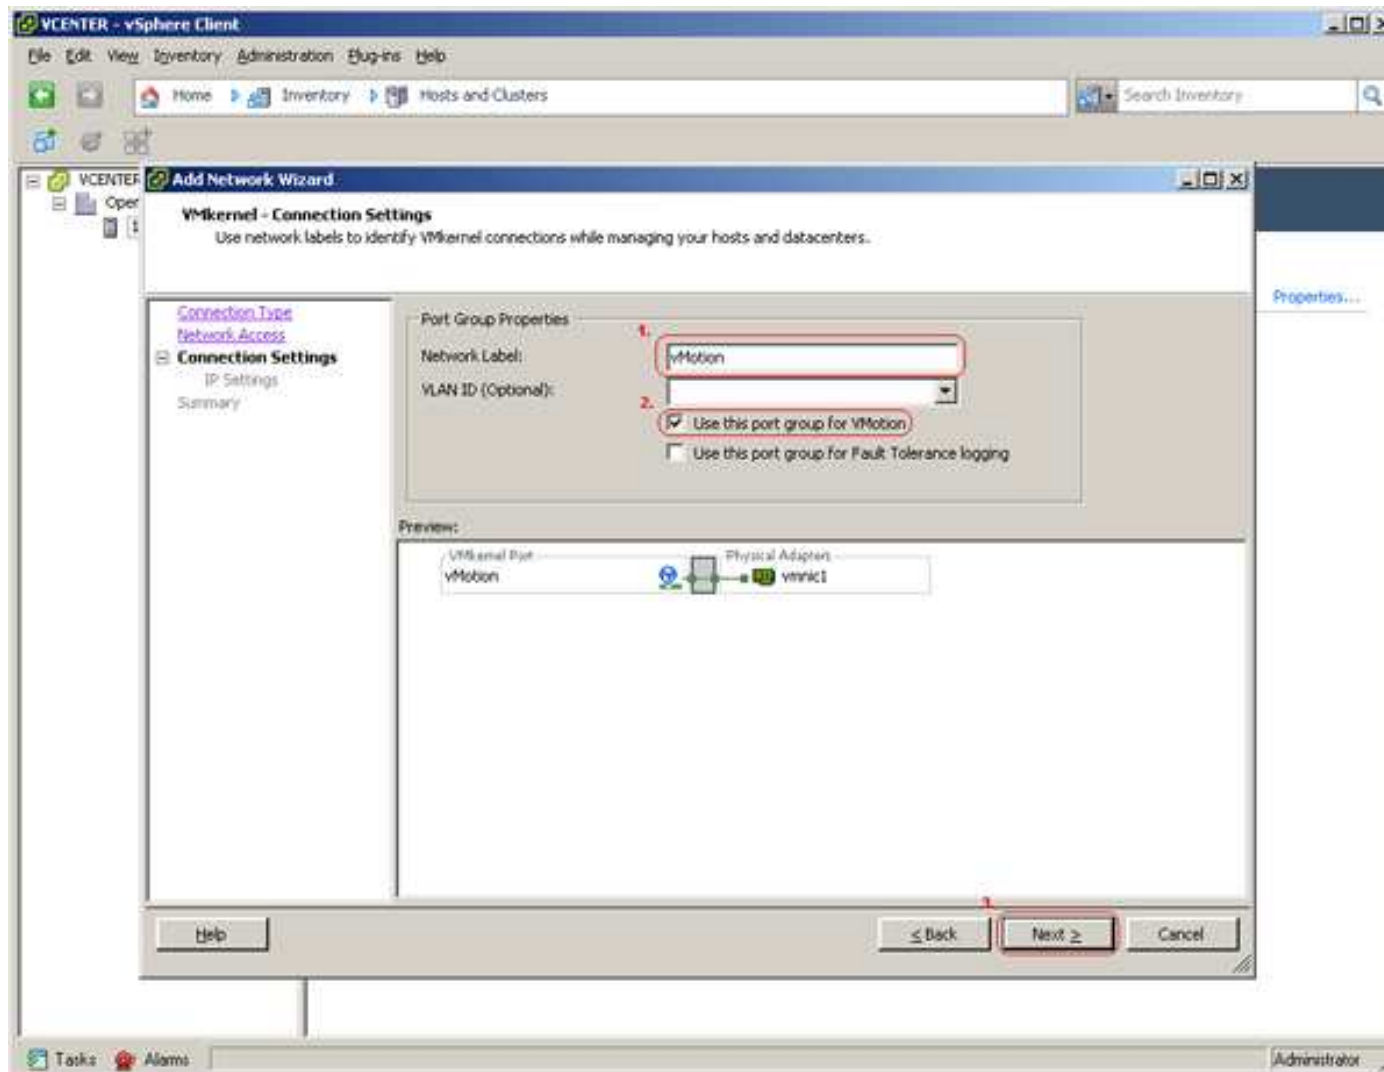 VCENTER - vSphere Client
File Edit View Inventory Administration Plug-ins Help
Home Inventory Hosts and Clusters
Search Inventory
VCENTER
Oper
1
Add Network Wizard
VMkernel - Connection Settings
Use network labels to identify VMkernel connections while managing your hosts and datacenters.
Properties...
Connection Type
Network Access
Connection Settings
IP Settings
Summary
Port Group Properties
1.
Network Label:
vMotion
VLAN ID (Optional):
2.
Use this port group for VMotion
Use this port group for Fault Tolerance logging
Preview:
VMkernel Port
Physical Adapters
vMotion
vmnic1
3.
Help
< Back
Next >
Cancel
Tasks Alarms
Administrator